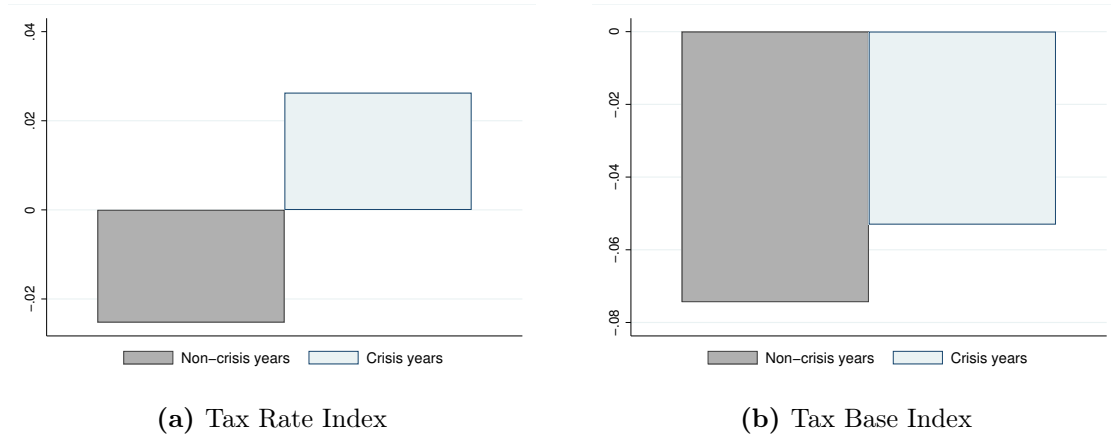 .04
.02
0
−.02
Non−crisis years Crisis years
(a) Tax Rate Index
0
−.02
−.04
−.06
−.08
Non−crisis years Crisis years
(b) Tax Base Index